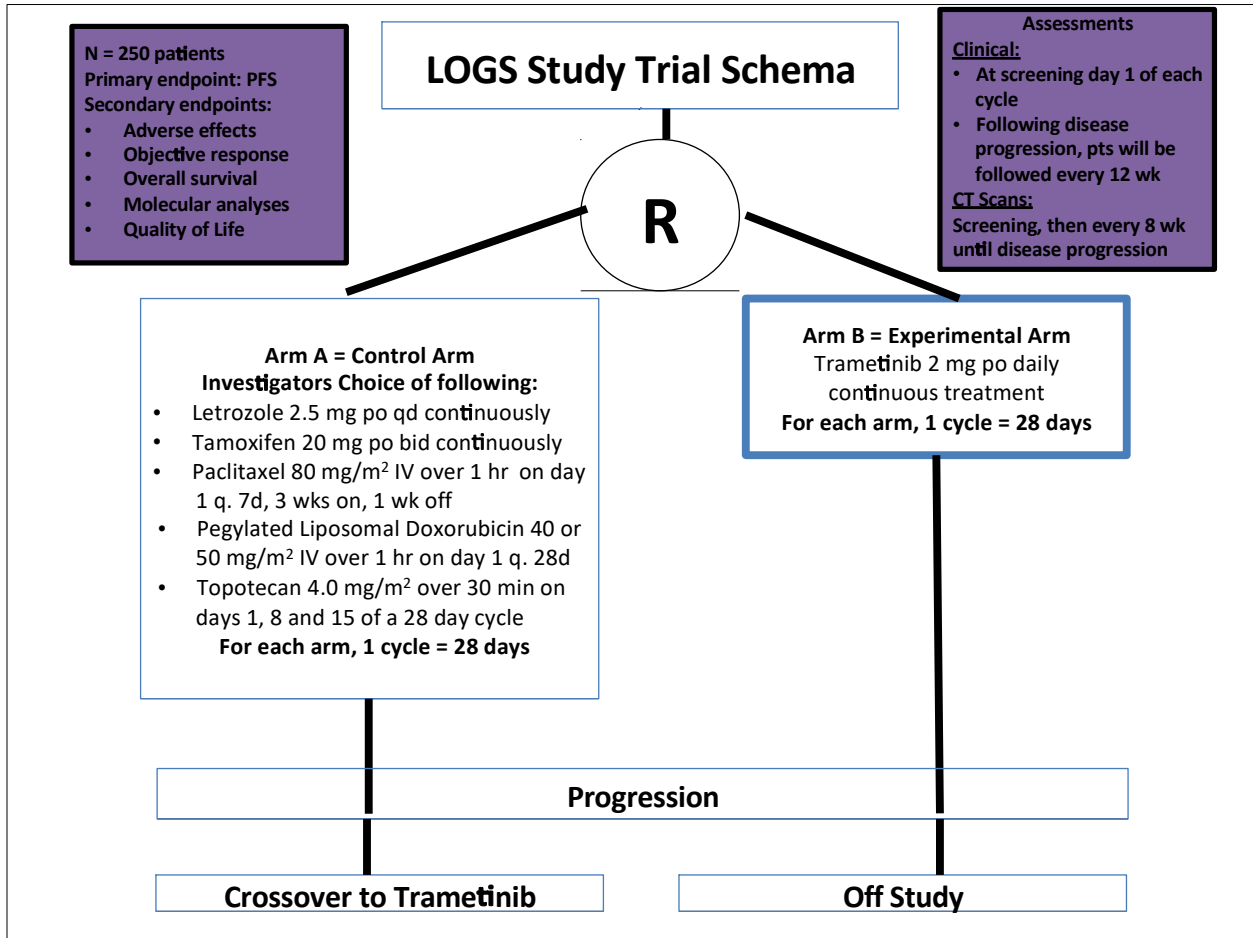 N = 250 patients
Primary endpoint: PFS
Secondary endpoints:
• Adverse effects
• Objective response
• Overall survival
• Molecular analyses
• Quality of Life
LOGS Study Trial Schema
Assessments
Clinical:
• At screening day 1 of each
cycle
• Following disease
progression, pts will be
followed every 12 wk
CT Scans:
Screening, then every 8 wk
until disease progression
R
Arm A = Control Arm
Investigators Choice of following:
• Letrozole 2.5 mg po qd continuously
• Tamoxifen 20 mg po bid continuously
• Paclitaxel 80 mg/m² IV over 1 hr on day
1 q. 7d, 3 wks on, 1 wk off
• Pegylated Liposomal Doxorubicin 40 or
50 mg/m² IV over 1 hr on day 1 q. 28d
• Topotecan 4.0 mg/m² over 30 min on
days 1, 8 and 15 of a 28 day cycle
For each arm, 1 cycle = 28 days
Arm B = Experimental Arm
Trametinib 2 mg po daily
continuous treatment
For each arm, 1 cycle = 28 days
Progression
Crossover to Trametinib
Off Study